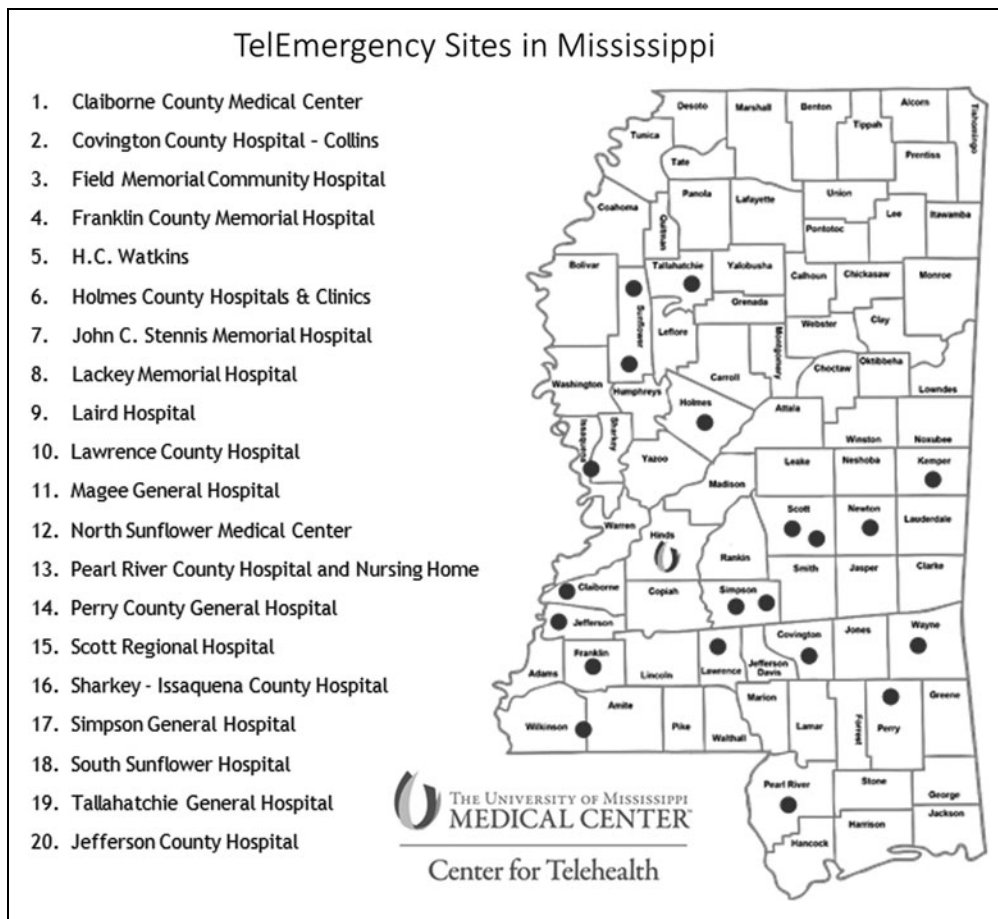 TelEmergency Sites in Mississippi
1. Claiborne County Medical Center
2. Covington County Hospital - Collins
3. Field Memorial Community Hospital
4. Franklin County Memorial Hospital
5. H.C. Watkins
6. Holmes County Hospitals & Clinics
7. John C. Stennis Memorial Hospital
8. Lackey Memorial Hospital
9. Laird Hospital
10. Lawrence County Hospital
11. Magee General Hospital
12. North Sunflower Medical Center
13. Pearl River County Hospital and Nursing Home
14. Perry County General Hospital
15. Scott Regional Hospital
16. Sharkey - Issaquena County Hospital
17. Simpson General Hospital
18. South Sunflower Hospital
19. Tallahatchie General Hospital
20. Jefferson County Hospital
Desoto
Marshall
Benton
Alcorn
Tishomingo
Tippah
Tunica
Tate
Prentiss
Panola
Lafayette
Union
Coahoma
Quitman
Pontotoc
Lee
Itawamba
Bolivar
Tallahatchie
Yalobusha
Calhoun
Chickasaw
Monroe
Sunflower
Grenada
Leflore
Webster
Clay
Montgomery
Carroll
Choctaw
Oktibbeha
Washington
Humphreys
Lowndes
Holmes
Attala
Issaquena
Sharkey
Winston
Noxubee
Yazoo
Leake
Neshoba
Kemper
Madison
Warren
Hinds
Rankin
Scott
Newton
Lauderdale
Claiborne
Copiah
Simpson
Smith
Jasper
Clarke
Jefferson
Covington
Jones
Wayne
Adams
Franklin
Lincoln
Lawrence
Jefferson
Davis
Wilkinson
Amite
Pike
Walthall
Marion
Lamar
Forrest
Perry
Greene
Pearl River
Stone
George
Hancock
Harrison
Jackson
THE UNIVERSITY OF MISSISSIPPI
MEDICAL CENTER™
Center for Telehealth